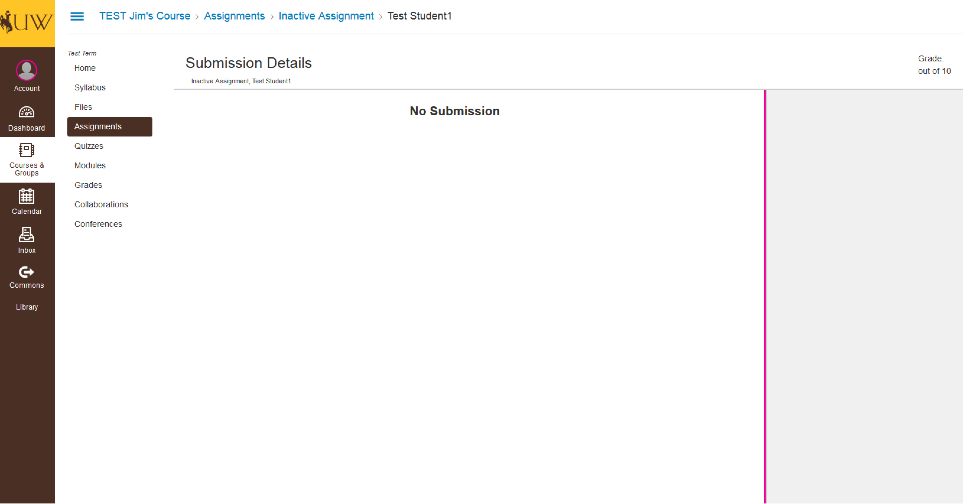 UW
TEST Jim's Course › Assignments › Inactive Assignment › Test Student1
Account
Dashboard
Courses &
Groups
Calendar
Inbox
Commons
Library
Test Term
Home
Syllabus
Files
Assignments
Quizzes
Modules
Grades
Collaborations
Conferences
Submission Details
Inactive Assignment, Test Student1
Grade
out of 10
No Submission